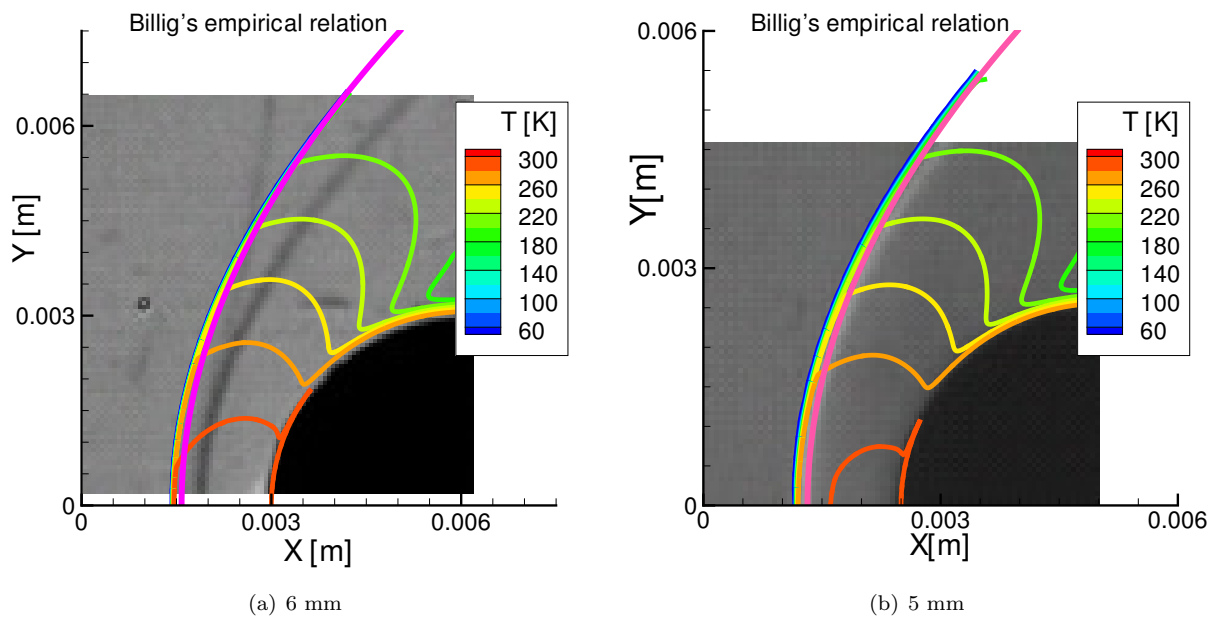 Billig's empirical relation
T [K]
300
260
220
180
140
100
60
0.006
0.003
0
Y [m]
0
0.003
0.006
X [m]
(a) 6 mm
Billig's empirical relation
T [K]
300
260
220
180
140
100
60
0.006
0.003
0
Y[m]
0
0.003
0.006
X[m]
(b) 5 mm